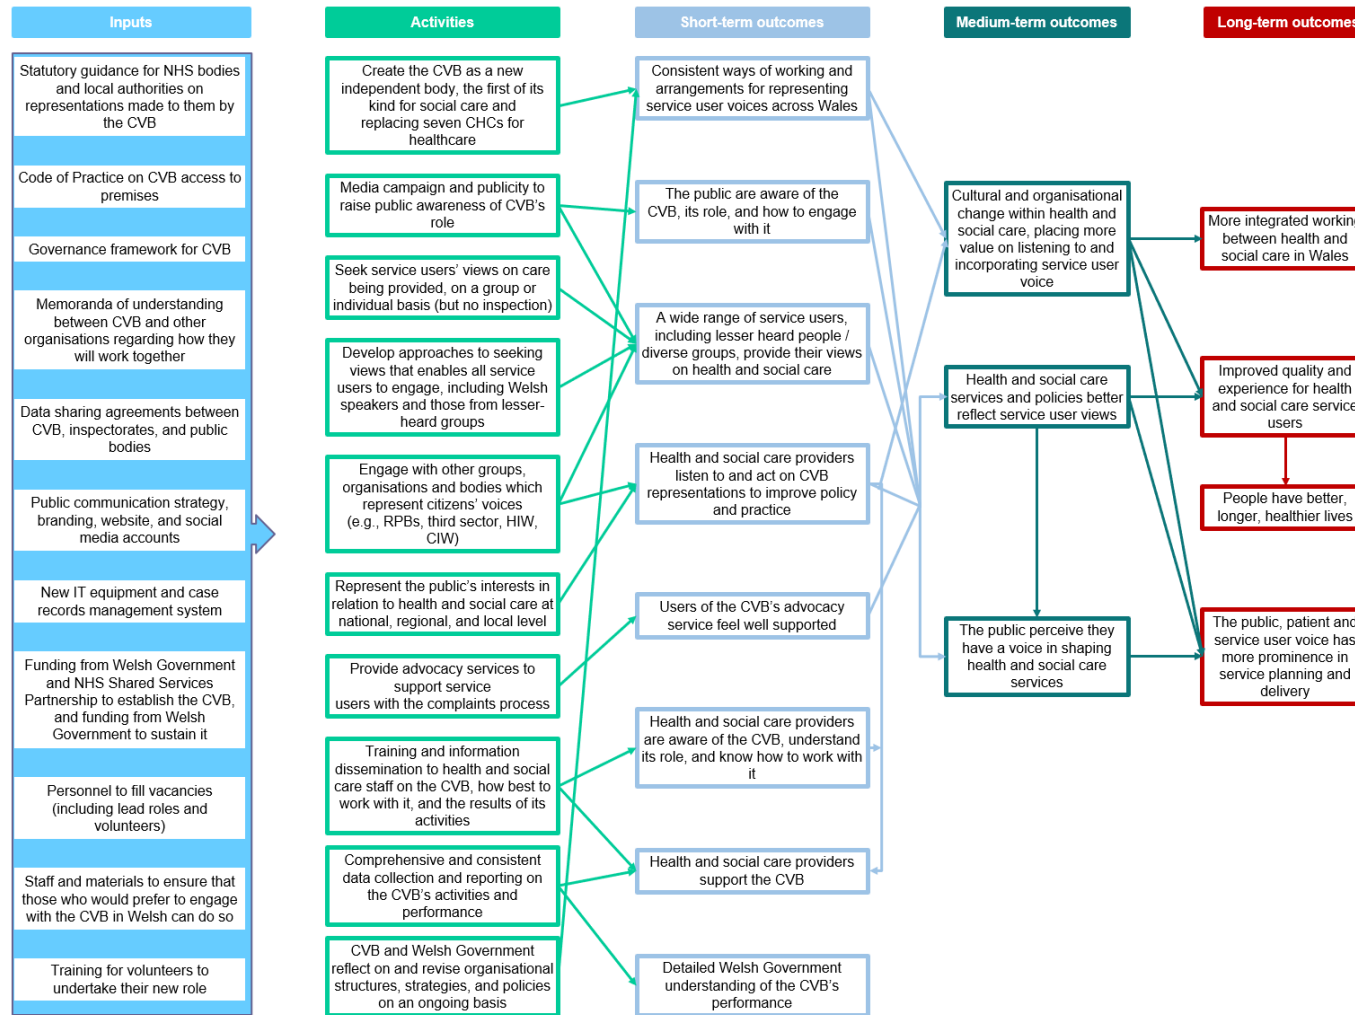 Inputs
Activities
Short-term outcomes
Medium-term outcomes
Long-term outcomes
Statutory guidance for NHS bodies
and local authorities on
representations made to them by
the CVB
Code of Practice on CVB access to
premises
Governance framework for CVB
Memoranda of understanding
between CVB and other
organisations regarding how they
will work together
Data sharing agreements between
CVB, inspectorates, and public
bodies
Public communication strategy,
branding, website, and social
media accounts
New IT equipment and case
records management system
Funding from Welsh Government
and NHS Shared Services
Partnership to establish the CVB,
and funding from Welsh
Government to sustain it
Personnel to fill vacancies
(including lead roles and
volunteers)
Staff and materials to ensure that
those who would prefer to engage
with the CVB in Welsh can do so
Training for volunteers to
undertake their new role
Create the CVB as a new
independent body, the first of its
kind for social care and
replacing seven CHCs for
healthcare
Media campaign and publicity to
raise public awareness of CVB's
role
Seek service users' views on care
being provided, on a group or
individual basis (but no inspection)
Develop approaches to seeking
views that enables all service
users to engage, including Welsh
speakers and those from lesser-
heard groups
Engage with other groups,
organisations and bodies which
represent citizens' voices
(e.g., RPBs, third sector, HIW,
CIW)
Represent the public's interests in
relation to health and social care at
national, regional, and local level
Provide advocacy services to
support service
users with the complaints process
Training and information
dissemination to health and social
care staff on the CVB, how best to
work with it, and the results of its
activities
Comprehensive and consistent
data collection and reporting on
the CVB's activities and
performance
CVB and Welsh Government
reflect on and revise organisational
structures, strategies, and policies
on an ongoing basis
Consistent ways of working and
arrangements for representing
service user voices across Wales
The public are aware of the
CVB, its role, and how to engage
with it
A wide range of service users,
including lesser heard people /
diverse groups, provide their views
on health and social care
Health and social care providers
listen to and act on CVB
representations to improve policy
and practice
Users of the CVB's advocacy
service feel well supported
Health and social care providers
are aware of the CVB, understand
its role, and know how to work with
it
Health and social care providers
support the CVB
Detailed Welsh Government
understanding of the CVB's
performance
Cultural and organisational
change within health and
social care, placing more
value on listening to and
incorporating service user
voice
Health and social care
services and policies better
reflect service user views
The public perceive they
have a voice in shaping
health and social care
services
More integrated working
between health and
social care in Wales
Improved quality and
experience for health
and social care service
users
People have better,
longer, healthier lives
The public, patient and
service user voice has
more prominence in
service planning and
delivery